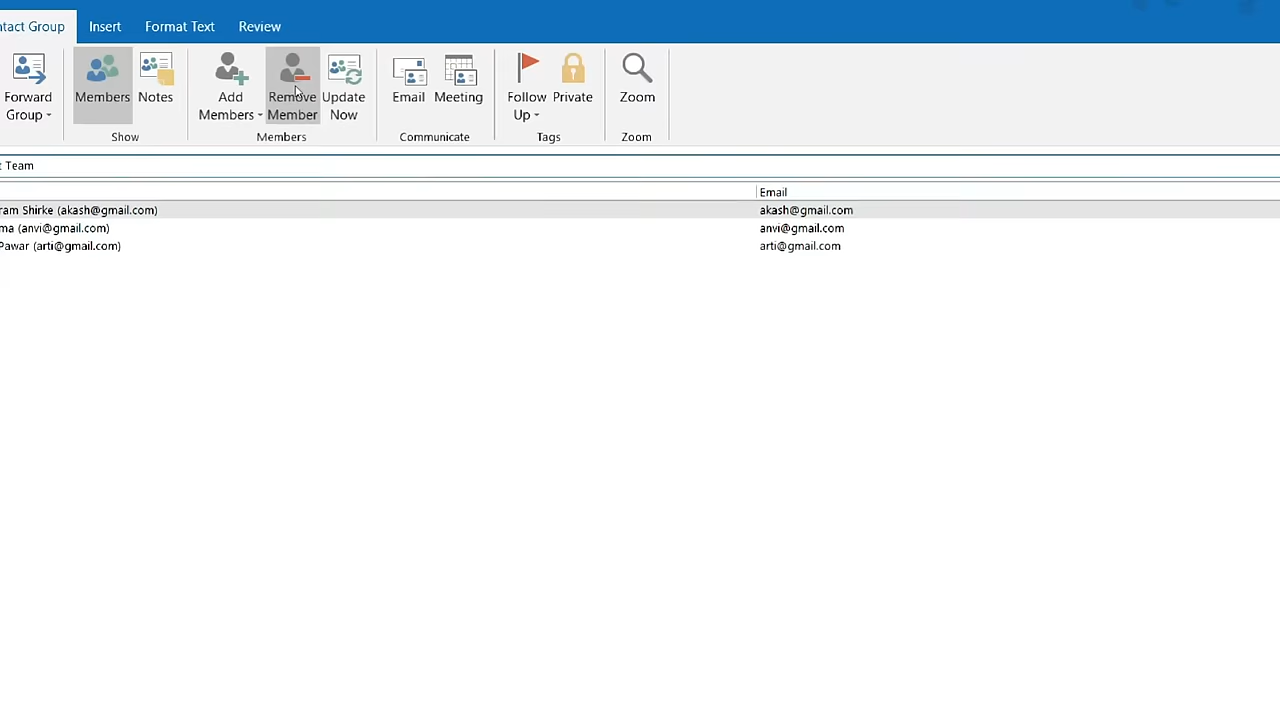 ntact Group Insert Format Text Review
Forward Group Members Notes Add Members Remove Member Update Now Email Meeting Follow Up Private Zoom
Show Members Communicate Tags Zoom
t Team
Email
ram Shirke (akash@gmail.com) akash@gmail.com
ma (anvi@gmail.com) anvi@gmail.com
Pawar (arti@gmail.com) arti@gmail.com